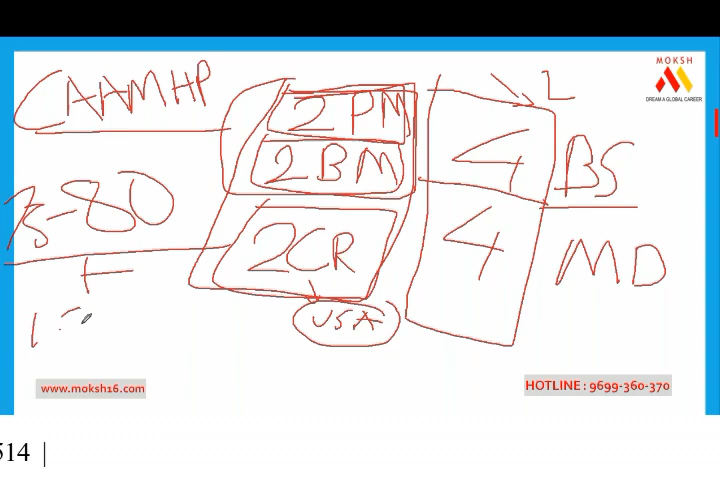 CAAMHP
2 PM
2 BM
4
BS
75-80
2CR
4
MD
USA
L
MOKSH
DREAM A GLOBAL CAREER
www.moksh16.com
HOTLINE : 9699-360-370
514 |